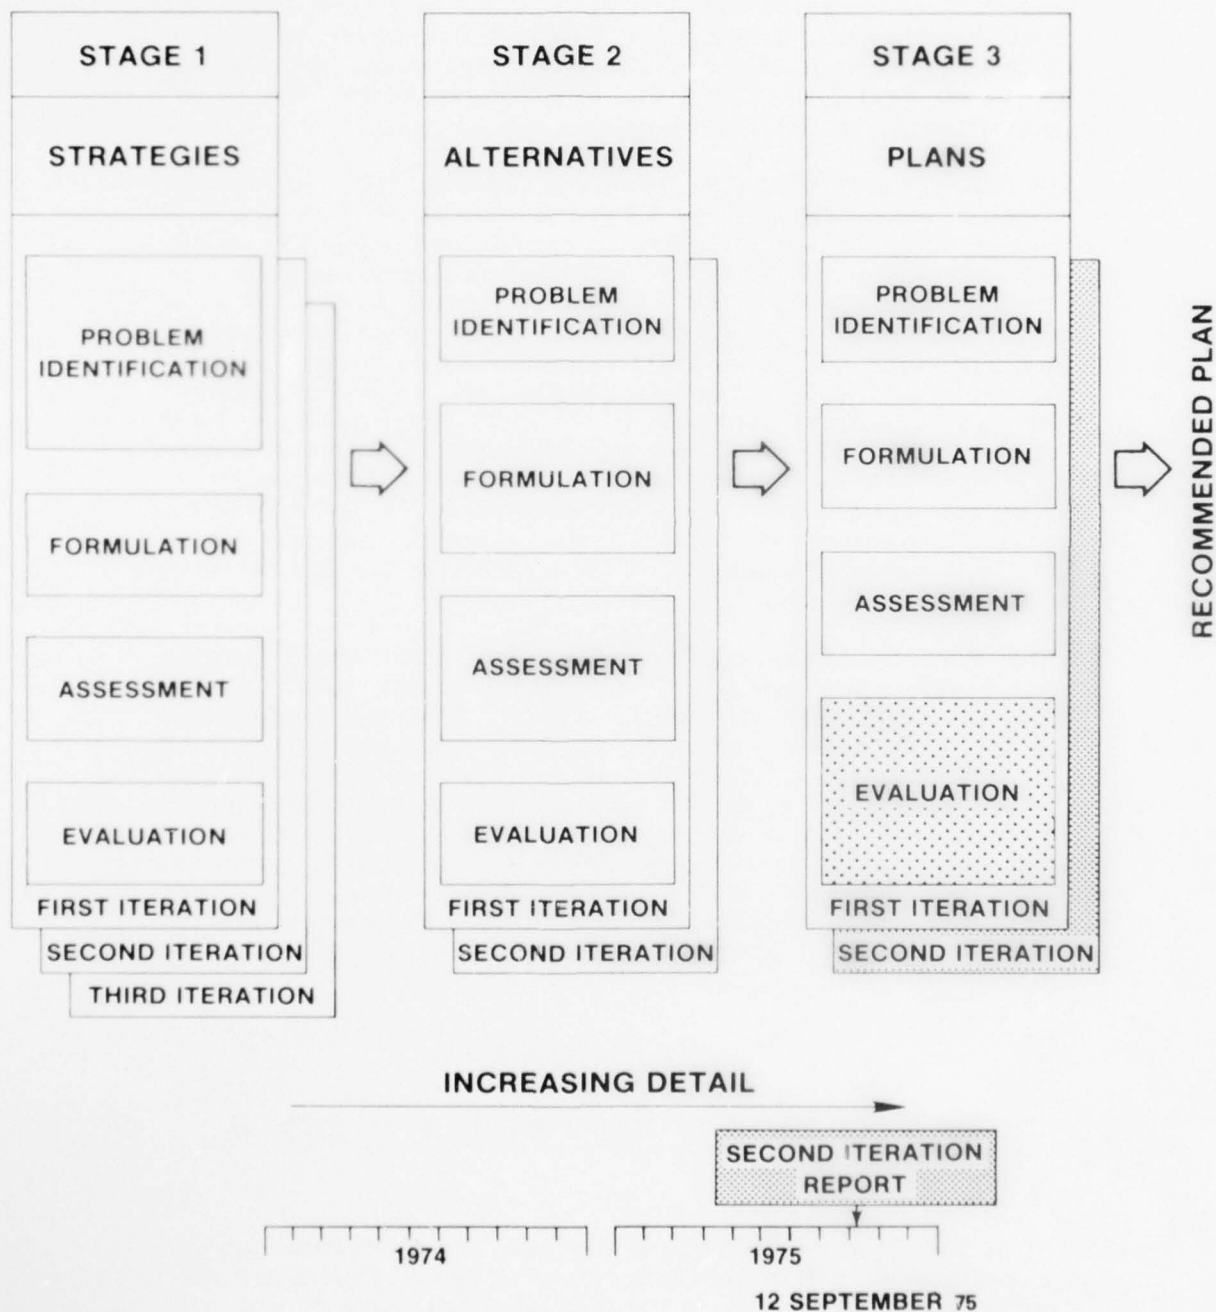 STAGE 1
STRATEGIES
PROBLEM
IDENTIFICATION
FORMULATION
ASSESSMENT
EVALUATION
FIRST ITERATION
SECOND ITERATION
THIRD ITERATION
STAGE 2
ALTERNATIVES
PROBLEM
IDENTIFICATION
FORMULATION
ASSESSMENT
EVALUATION
FIRST ITERATION
SECOND ITERATION
STAGE 3
PLANS
PROBLEM
IDENTIFICATION
FORMULATION
ASSESSMENT
EVALUATION
FIRST ITERATION
SECOND ITERATION
RECOMMENDED PLAN
INCREASING DETAIL
SECOND ITERATION
REPORT
1974
1975
12 SEPTEMBER 75